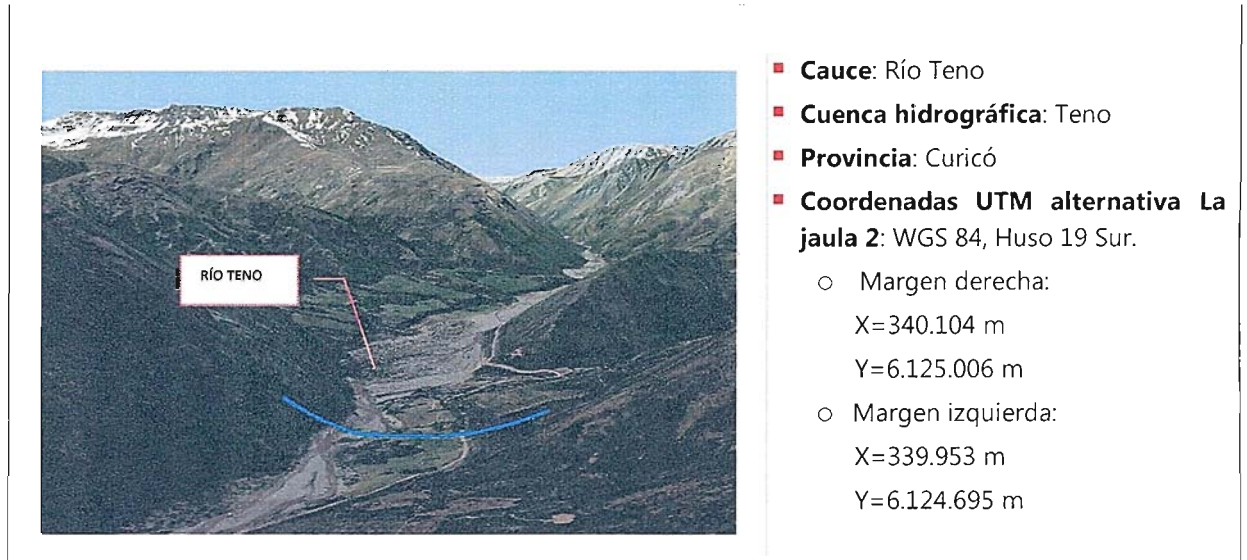 RÍO TENO
▪ Cauce: Río Teno
▪ Cuenca hidrográfica: Teno
▪ Provincia: Curicó
▪ Coordenadas UTM alternativa La
jaula 2: WGS 84, Huso 19 Sur.
○ Margen derecha:
X=340.104 m
Y=6.125.006 m
○ Margen izquierda:
X=339.953 m
Y=6.124.695 m